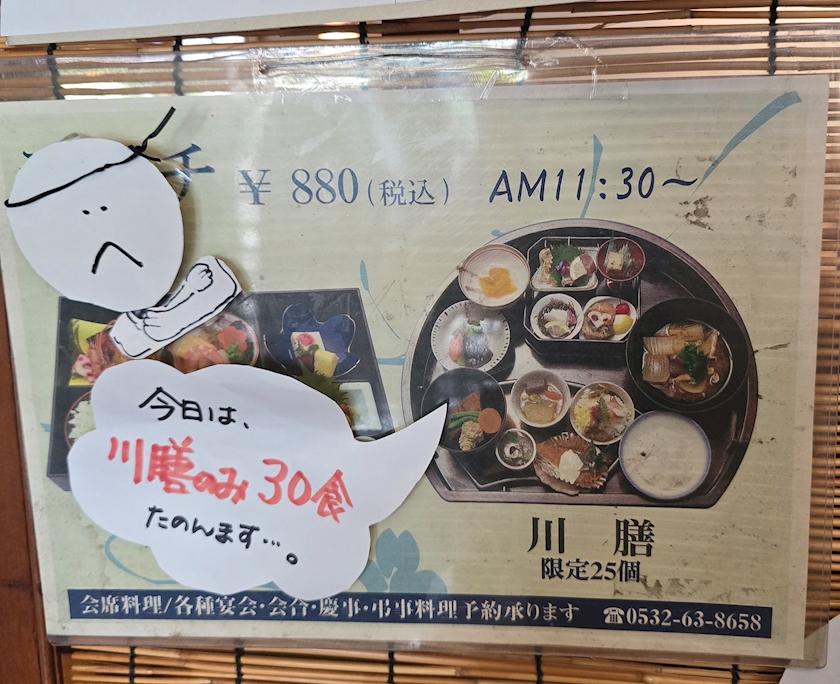 チ ¥ 880(税込) AM11:30〜
今日は、
川膳のみ 30食
たのんます…。
川 膳
限定25個
会席料理/各種宴会・会合・慶事・弔事料理予約承ります ☎0532-63-8658